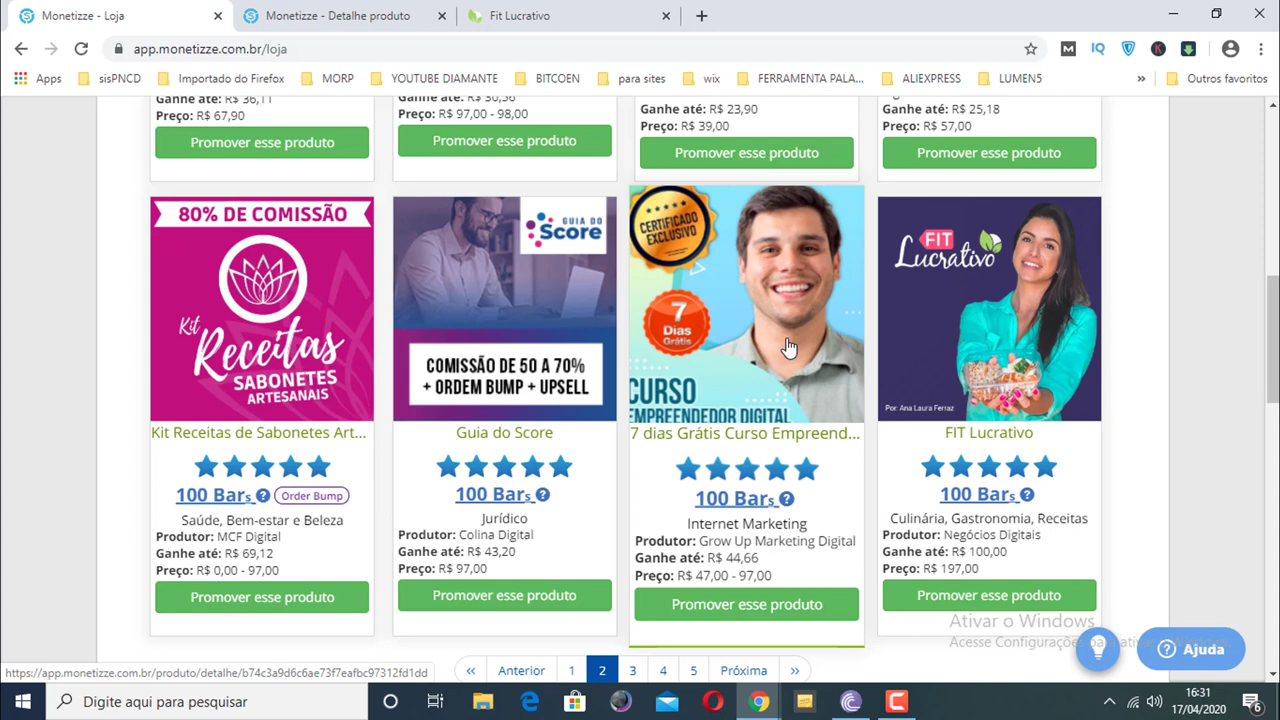 Monetizze - Loja
Monetizze - Detalhe produto
Fit Lucrativo
app.monetizze.com.br/loja
Apps
sisPNCD
Importado do Firefox
MORP
YOUTUBE DIAMANTE
BITCOEN
para sites
wix
FERRAMENTA PALA...
ALIEXPRESS
LUMEN5
Outros favoritos
Ganhe até: R$ 36,11
Preço: R$ 67,90
Promover esse produto
Ganhe até: R$ 30,56
Preço: R$ 97,00 - 98,00
Promover esse produto
Ganhe até: R$ 23,90
Preço: R$ 39,00
Promover esse produto
Ganhe até: R$ 25,18
Preço: R$ 57,00
Promover esse produto
80% DE COMISSÃO
Kit
Receitas
SABONETES
ARTESANAIS
Kit Receitas de Sabonetes Art...
100 Bars
Order Bump
Saúde, Bem-estar e Beleza
Produtor: MCF Digital
Ganhe até: R$ 69,12
Preço: R$ 0,00 - 97,00
Promover esse produto
GUIA DO
Score
COMISSÃO DE 50 A 70%
+ ORDEM BUMP + UPSELL
Guia do Score
100 Bars
Jurídico
Produtor: Colina Digital
Ganhe até: R$ 43,20
Preço: R$ 97,00
Promover esse produto
CERTIFICADO
EXCLUSIVO
7
Dias
Grátis
CURSO
EMPREENDEDOR DIGITAL
7 dias Grátis Curso Empreend...
100 Bars
Internet Marketing
Produtor: Grow Up Marketing Digital
Ganhe até: R$ 44,66
Preço: R$ 47,00 - 97,00
Promover esse produto
FIT
Lucrativo
Por: Ana Laura Ferraz
FIT Lucrativo
100 Bars
Culinária, Gastronomia, Receitas
Produtor: Negócios Digitais
Ganhe até: R$ 100,00
Preço: R$ 197,00
Promover esse produto
Ativar o Windows
Ajuda
https://app.monetizze.com.br/produto/detalhe/b74c3a9d6c6ae73f7eafbc97312fd1dd
«
Anterior
1
2
3
4
5
Próxima
»
Digite aqui para pesquisar
16:31
17/04/2020
6